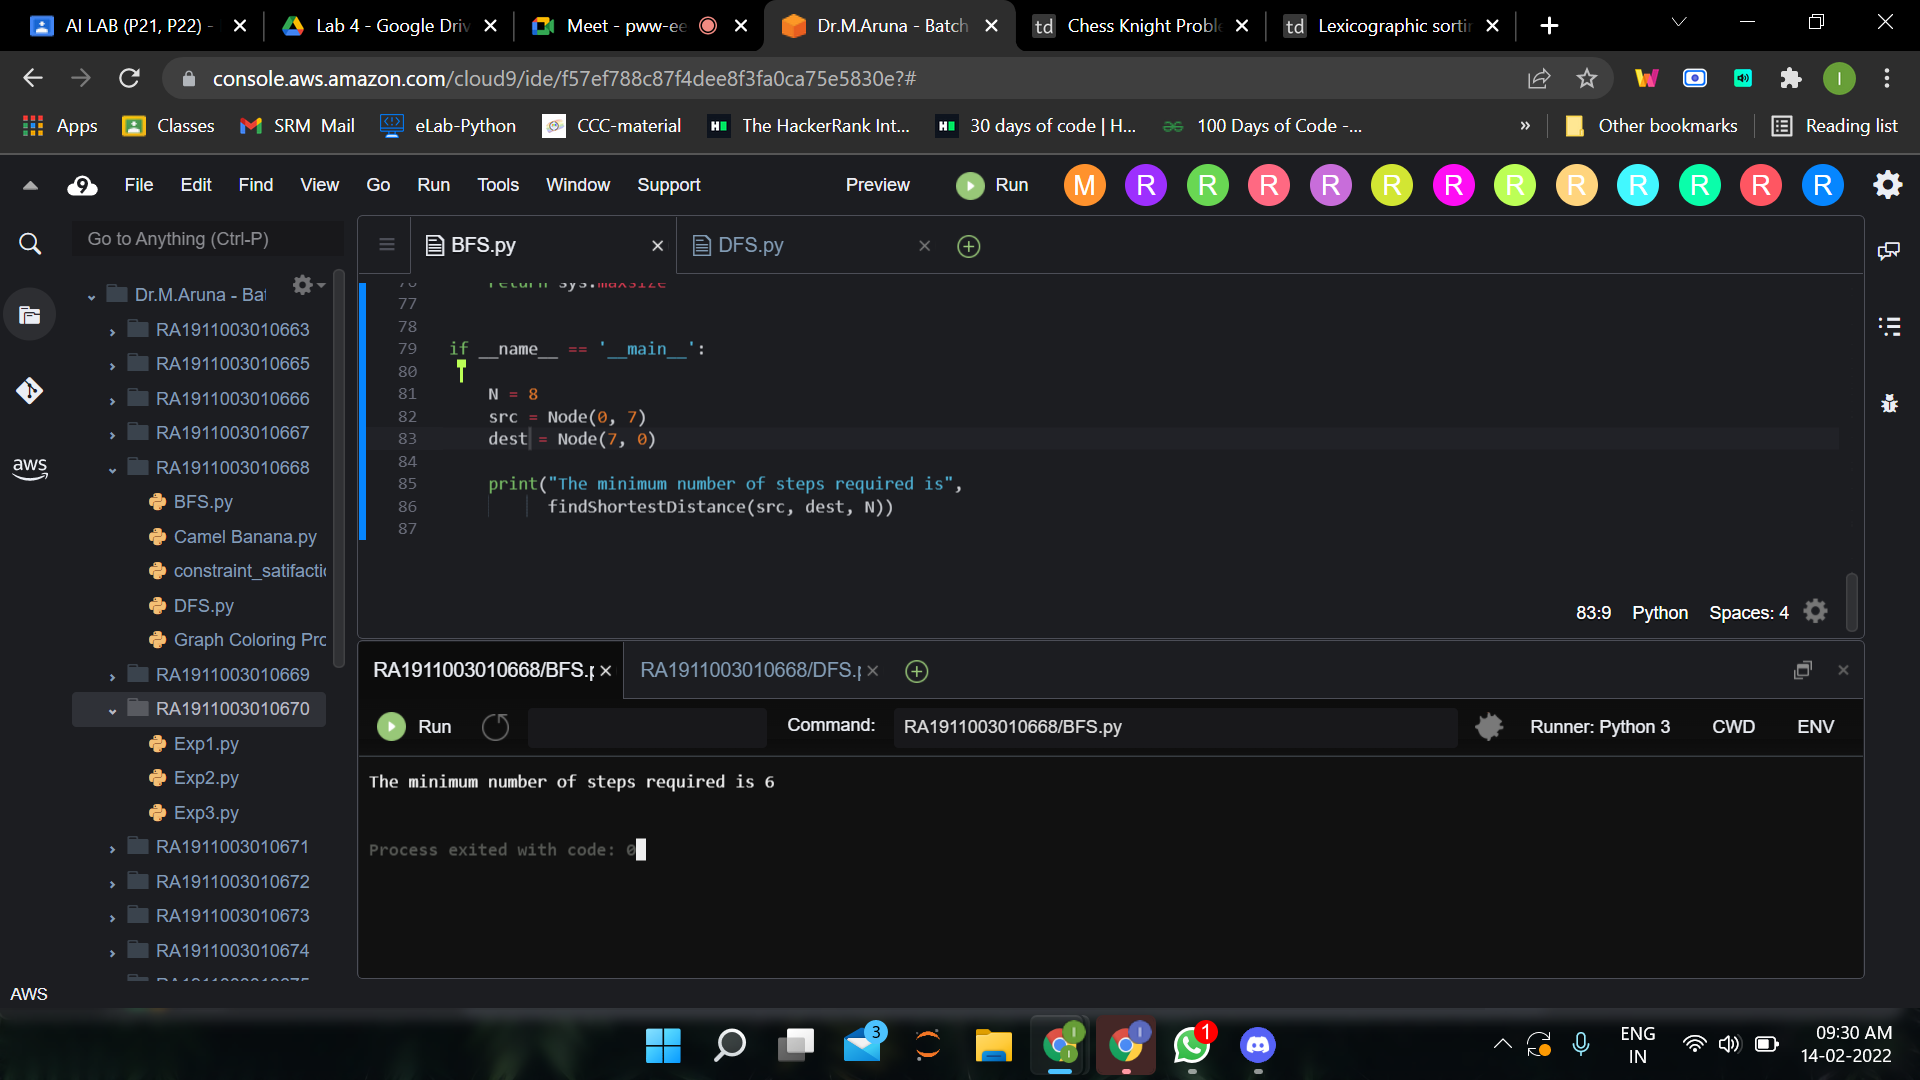 AI LAB (P21, P22) -
Lab 4 - Google Driv
Meet - pww-ee
Dr.M.Aruna - Batch
td Chess Knight Proble
td Lexicographic sortin
console.aws.amazon.com/cloud9/ide/f57ef788c87f4dee8f3fa0ca75e5830e?#
I
Apps
Classes
SRM Mail
eLab-Python
CCC-material
The HackerRank Int...
30 days of code | H...
100 Days of Code -...
»
Other bookmarks
Reading list
9 File Edit Find View Go Run Tools Window Support
Preview Run
M R R R R R R R R R R R R
Go to Anything (Ctrl-P)
Dr.M.Aruna - Bat
RA1911003010663
RA1911003010665
RA1911003010666
RA1911003010667
RA1911003010668
BFS.py
Camel Banana.py
constraint_satifactic
DFS.py
Graph Coloring Pro
RA1911003010669
RA1911003010670
Exp1.py
Exp2.py
Exp3.py
RA1911003010671
RA1911003010672
RA1911003010673
RA1911003010674
RA1911003010675
aws
AWS
BFS.py
DFS.py
76 return sys.maxsize
77
78
79 if __name__ == '__main__':
80
81 N = 8
82 src = Node(0, 7)
83 dest = Node(7, 0)
84
85 print("The minimum number of steps required is",
86 findShortestDistance(src, dest, N))
87
83:9 Python Spaces: 4
RA1911003010668/BFS.p
RA1911003010668/DFS.p
Run
Command: RA1911003010668/BFS.py
Runner: Python 3 CWD ENV
The minimum number of steps required is 6
Process exited with code: 0
3
1
ENG
IN
09:30 AM
14-02-2022